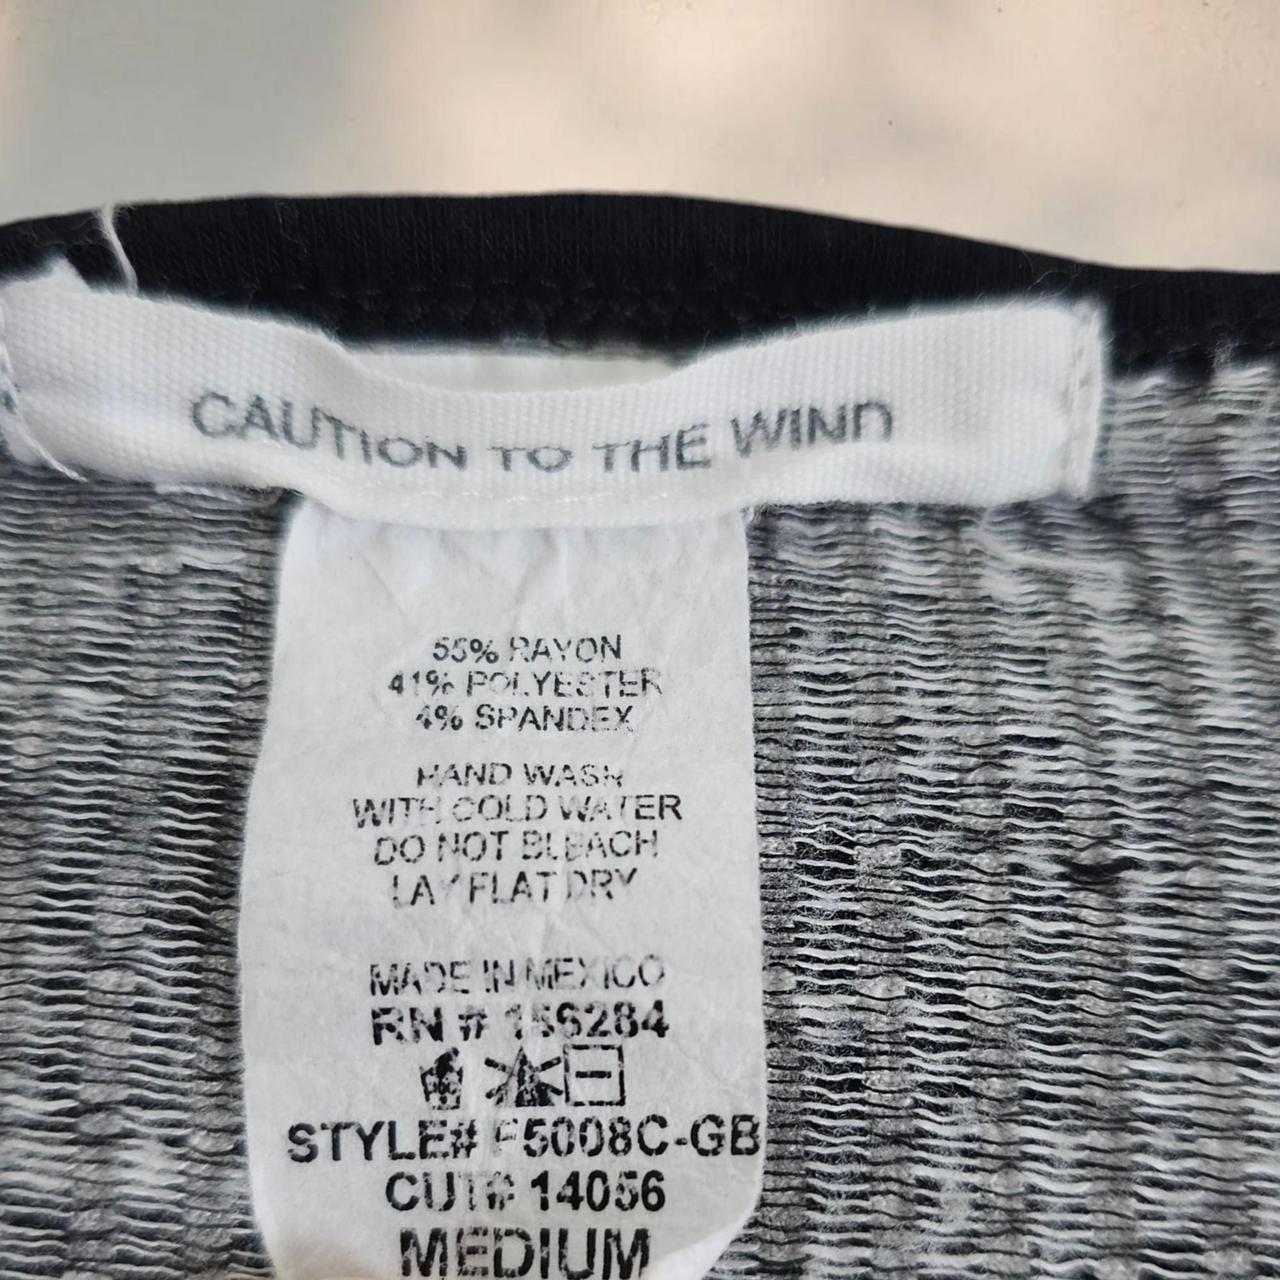 CAUTION TO THE WIND
55% RAYON
41% POLYESTER
4% SPANDEX
HAND WASH
WITH COLD WATER
DO NOT BLEACH
LAY FLAT DRY
MADE IN MEXICO
RN #
STYLE# F5008C-GB
CUT# 14056
MEDIUM